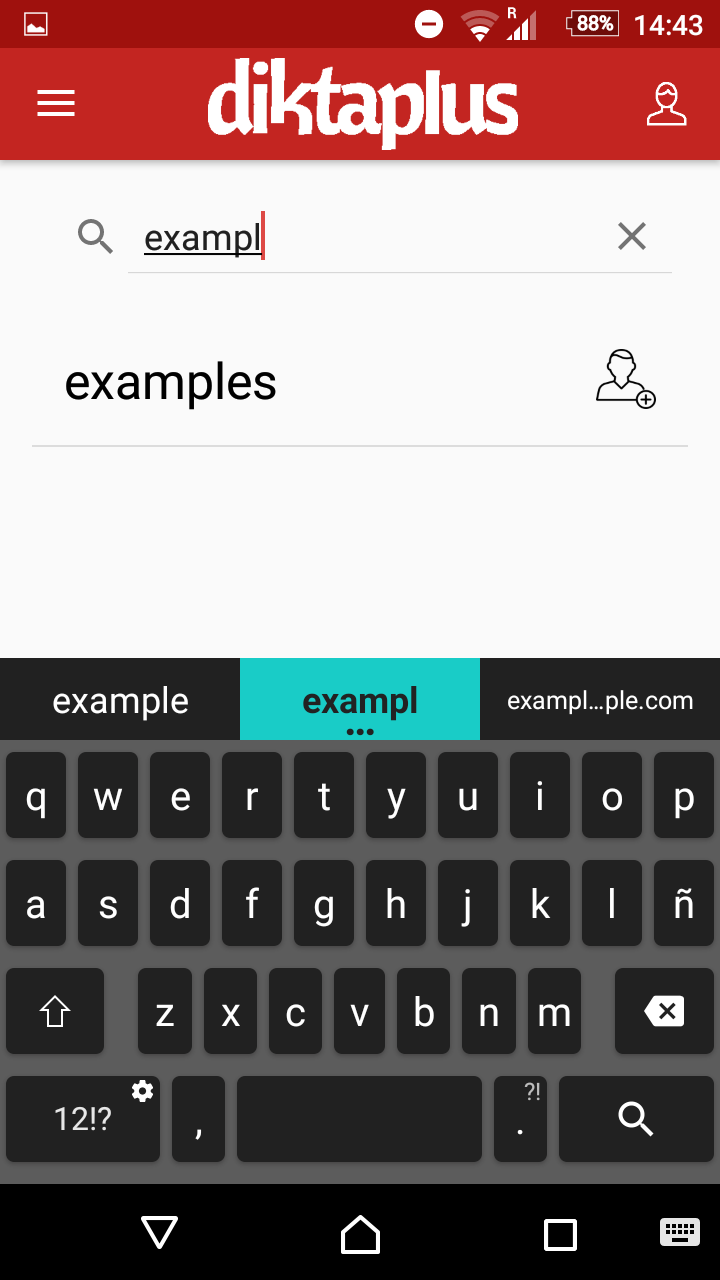 R 88% 14:43
diktaplus
exampl
examples
example exampl exampl...ple.com
q w e r t y u i o p
a s d f g h j k l ñ
z x c v b n m
12!? , . ?!